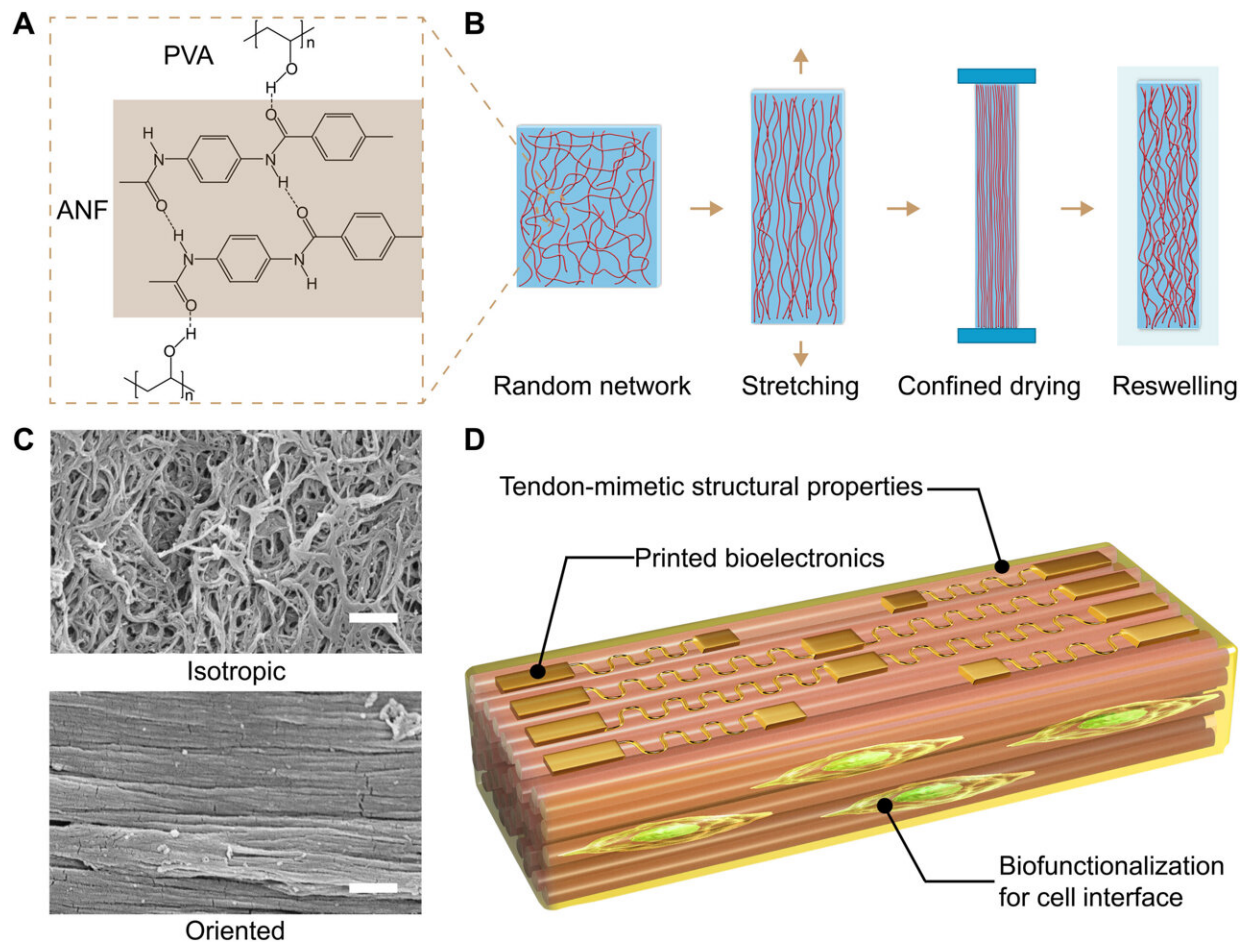 A
PVA
n
O
H
O
H
N
N
H
ANF
O
O
H
N
N
H
O
H
O
n
B
Random network
Stretching
Confined drying
Reswelling
C
Isotropic
Oriented
D
Tendon-mimetic structural properties
Printed bioelectronics
Biofunctionalization
for cell interface